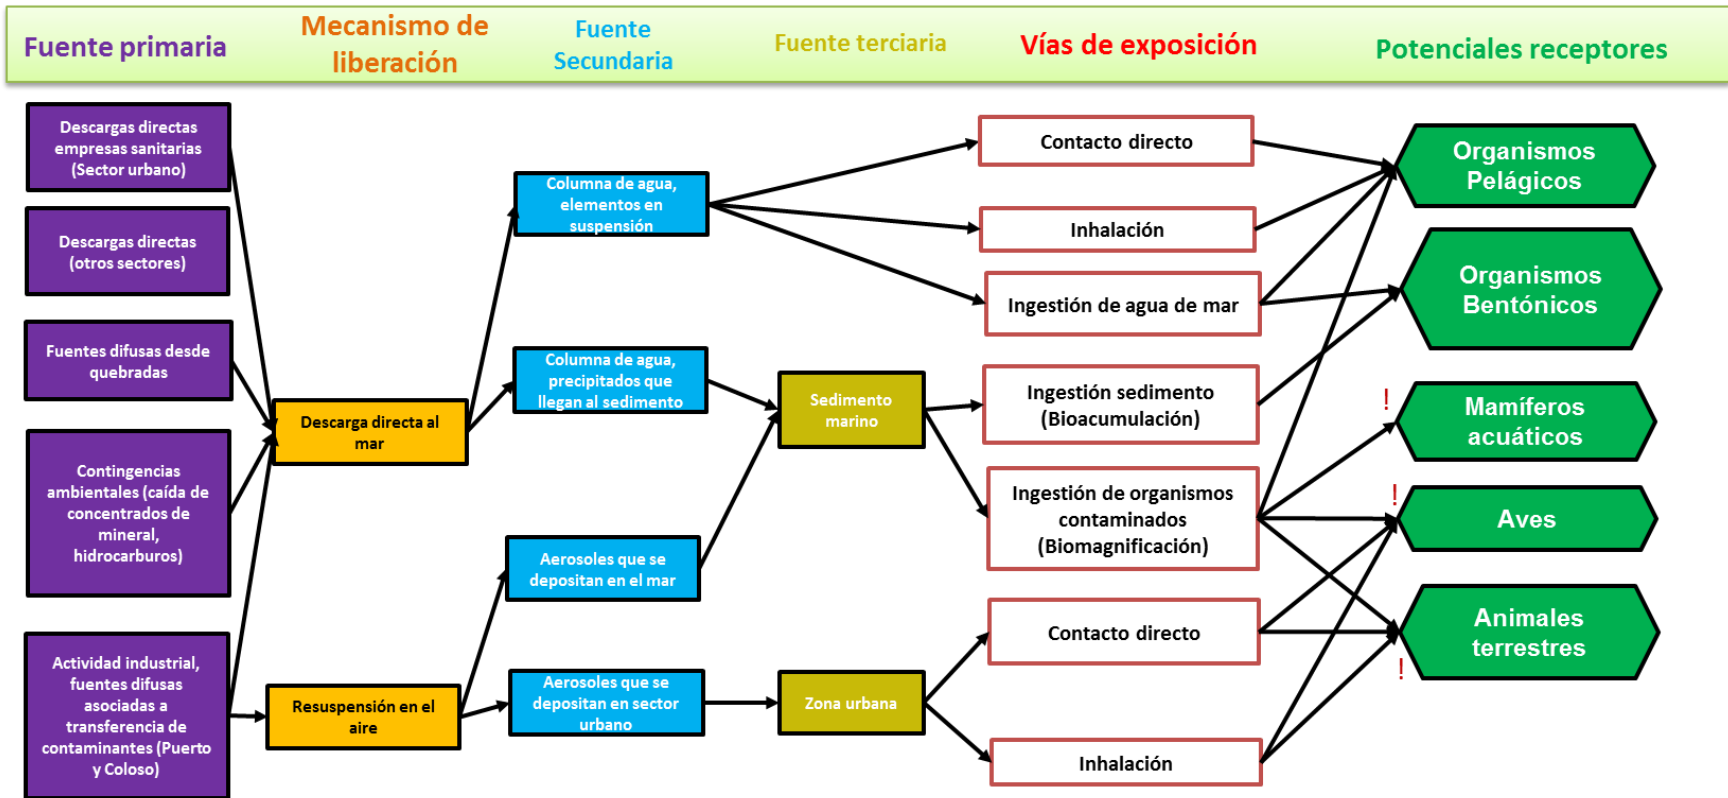 Fuente primaria
Mecanismo de
liberación
Fuente
Secundaria
Fuente terciaria
Vías de exposición
Potenciales receptores
Descargas directas
empresas sanitarias
(Sector urbano)
Descargas directas
(otros sectores)
Fuentes difusas desde
quebradas
Contingencias
ambientales (caída de
concentrados de
mineral,
hidrocarburos)
Actividad industrial,
fuentes difusas
asociadas a
transferencia de
contaminantes (Puerto
y Coloso)
Descarga directa al
mar
Resuspensión en el
aire
Columna de agua,
elementos en
suspensión
Columna de agua,
precipitados que
llegan al sedimento
Aerosoles que se
depositan en el mar
Aerosoles que se
depositan en sector
urbano
Sedimento
marino
Zona urbana
Contacto directo
Inhalación
Ingestión de agua de mar
Ingestión sedimento
(Bioacumulación)
Ingestión de organismos
contaminados
(Biomagnificación)
Contacto directo
Inhalación
Organismos
Pelágicos
Organismos
Bentónicos
!
Mamíferos
acuáticos
!
Aves
Animales
terrestres
!